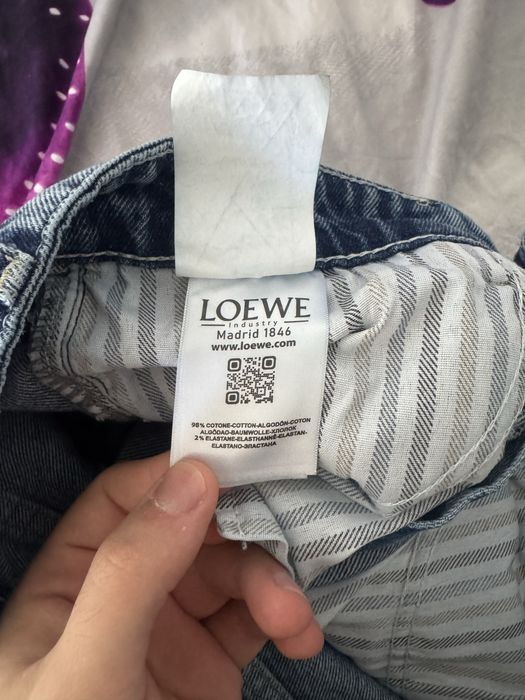 LOEWE
Industry
Madrid 1846
www.loewe.com
98% COTONE-COTTON-ALGODÓN-COTON
ALGODÃO-BAUMWOLLE-ХЛОПОК
2% ELASTANE-ELASTHANNE-ELASTAN-
ELASTANO-ЭЛАСТАНА